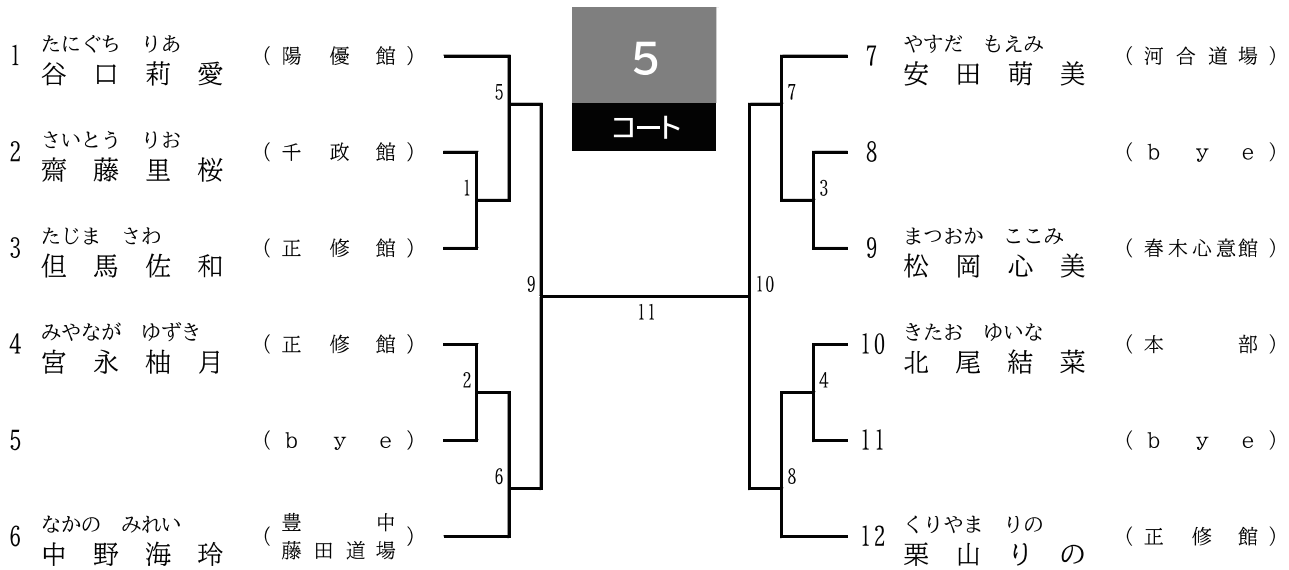 5
コート
1
たにぐち りあ
谷口莉愛
(陽優館)
2
さいとう りお
齋藤里桜
(千政館)
3
たじま さわ
但馬佐和
(正修館)
4
みやなが ゆずき
宮永柚月
(正修館)
5
(bye)
6
なかの みれい
中野海玲
(豊中
藤田道場)
5
1
2
6
9
11
10
7
3
4
8
7
やすだ もえみ
安田萌美
(河合道場)
8
(bye)
9
まつおか ここみ
松岡心美
(春木心意館)
10
きたお ゆいな
北尾結菜
(本部)
11
(bye)
12
くりやま りの
栗山りの
(正修館)